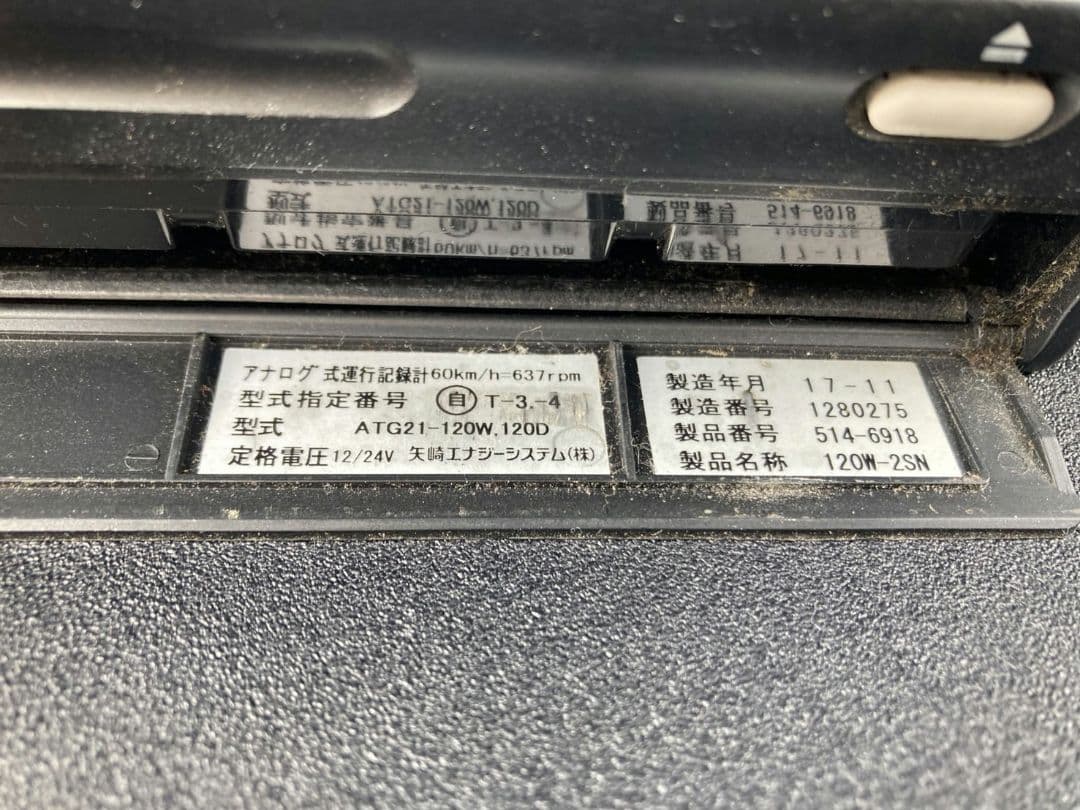 アナログ式運行記録計60km/h=637rpm
型式指定番号 ㊂自 T-3.-4
型式 ATG21-120W,120D
定格電圧12/24V 矢崎エナジーシステム(株)
製造年月 17-11
製造番号 1280275
製品番号 514-6918
製品名称 120W-2SN